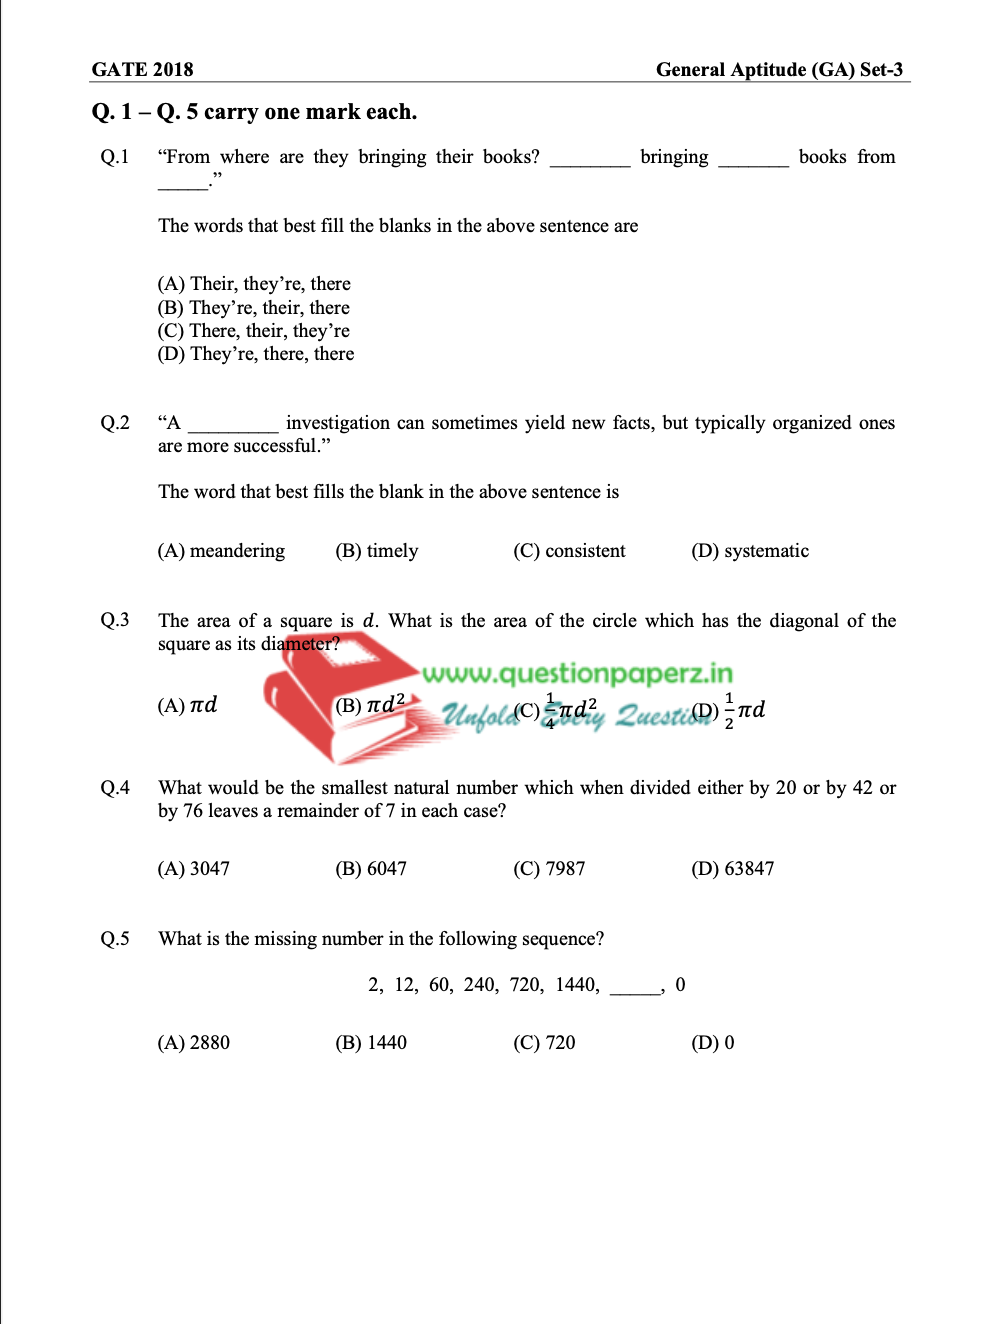 GATE 2018 General Aptitude (GA) Set-3
Q. 1 – Q. 5 carry one mark each.
Q.1 “From where are they bringing their books? ________ bringing _______ books from
_____.”
The words that best fill the blanks in the above sentence are
(A) Their, they’re, there
(B) They’re, their, there
(C) There, their, they’re
(D) They’re, there, there
Q.2 “A _________ investigation can sometimes yield new facts, but typically organized ones
are more successful.”
The word that best fills the blank in the above sentence is
(A) meandering (B) timely (C) consistent (D) systematic
Q.3 The area of a square is d. What is the area of the circle which has the diagonal of the
square as its diameter?
www.questionpaperz.in
Unfold Every Question
(A) πd (B) πd² (C) 1/4 πd² (D) 1/2 πd
Q.4 What would be the smallest natural number which when divided either by 20 or by 42 or
by 76 leaves a remainder of 7 in each case?
(A) 3047 (B) 6047 (C) 7987 (D) 63847
Q.5 What is the missing number in the following sequence?
2, 12, 60, 240, 720, 1440, _____, 0
(A) 2880 (B) 1440 (C) 720 (D) 0